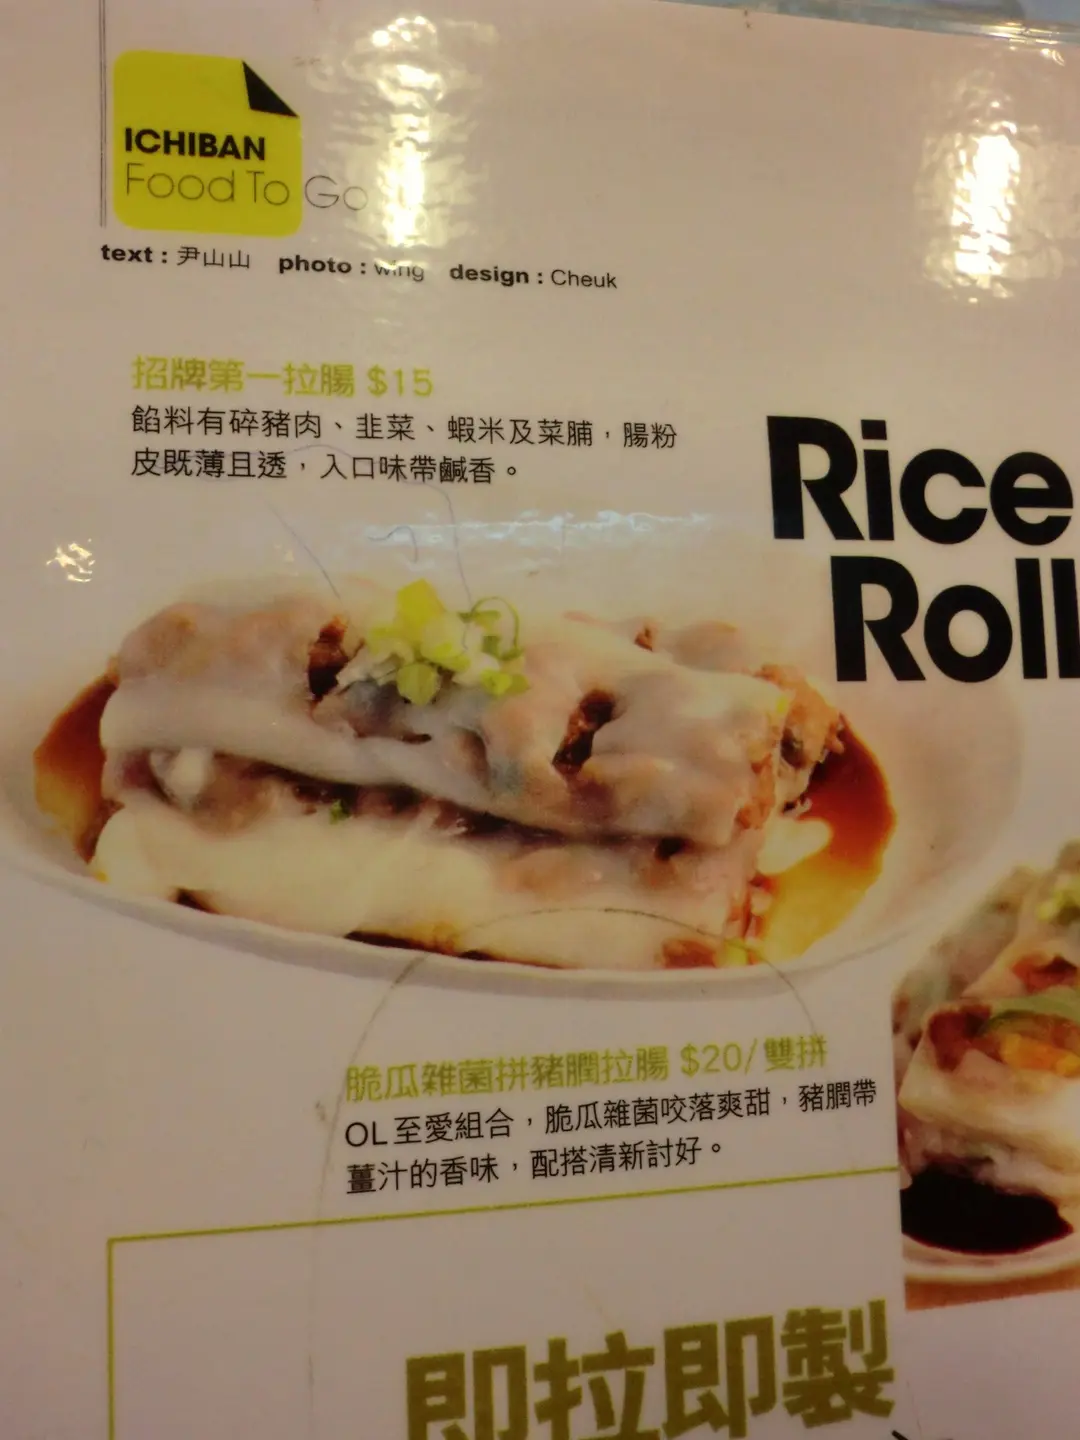 ICHIBAN
Food To Go
text : 尹山山 photo : wing design : Cheuk
招牌第一拉腸 $15
餡料有碎豬肉、韭菜、蝦米及菜脯，腸粉
皮既薄且透，入口味帶鹹香。
Rice
Roll
脆瓜雜菌拼豬膶拉腸 $20/雙拼
OL至愛組合，脆瓜雜菌咬落爽甜，豬膶帶
薑汁的香味，配搭清新討好。
即拉即製